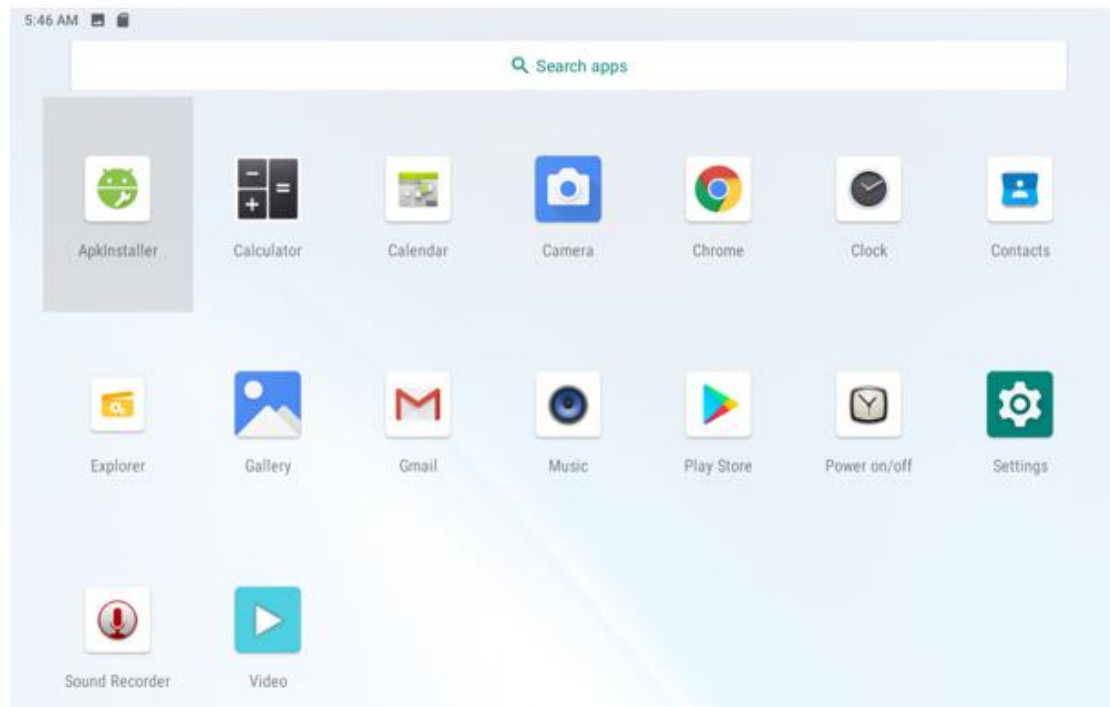 5:46 AM
Search apps
ApkInstaller Calculator Calendar Camera Chrome Clock Contacts
Explorer Gallery Gmail Music Play Store Power on/off Settings
Sound Recorder Video